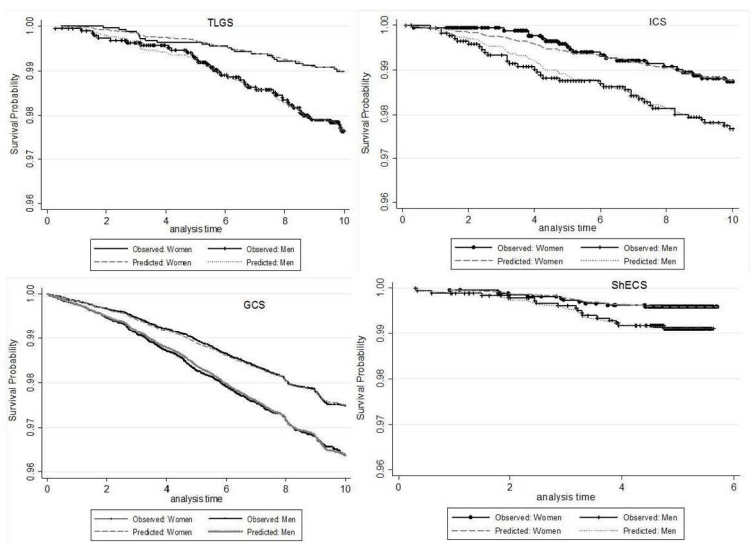 TLGS
Survival Probability
1.00
0.99
0.98
0.97
0.96
0 2 4 6 8 10
analysis time
Observed: Women Observed: Men
Predicted: Women Predicted: Men
ICS
Survival Probability
1.00
0.99
0.98
0.97
0.96
0 2 4 6 8 10
analysis time
Observed: Women Observed: Men
Predicted: Women Predicted: Men
GCS
Survival Probability
1.00
0.99
0.98
0.97
0.96
0 2 4 6 8 10
analysis time
Observed: Women Observed: Men
Predicted: Women Predicted: Men
ShECS
Survival Probability
1.00
0.99
0.98
0.97
0.96
0 2 4 6
analysis time
Observed: Women Observed: Men
Predicted: Women Predicted: Men